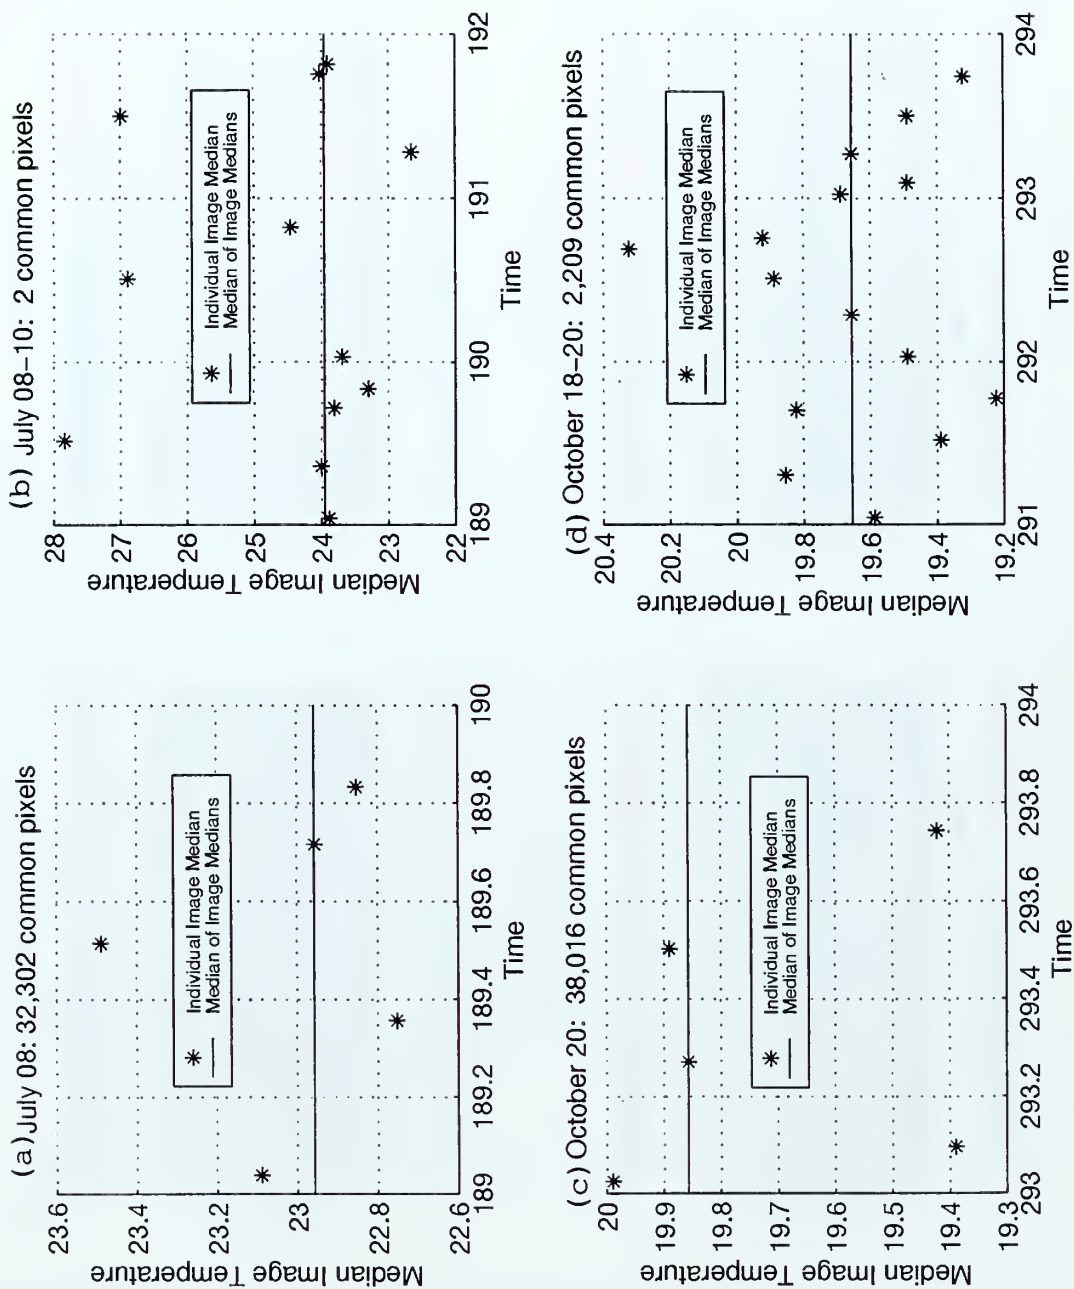 (a) July 08: 32,302 common pixels
Median Image Temperature
23.6
23.4
23.2
23
22.8
22.6
189
189.2
189.4
189.6
189.8
190
Time
Individual Image Median
Median of Image Medians
(b) July 08-10: 2 common pixels
Median Image Temperature
28
27
26
25
24
23
22
189
190
191
192
Time
Individual Image Median
Median of Image Medians
(c) October 20: 38,016 common pixels
Median Image Temperature
20
19.9
19.8
19.7
19.6
19.5
19.4
19.3
293
293.2
293.4
293.6
293.8
294
Time
Individual Image Median
Median of Image Medians
(d) October 18-20: 2,209 common pixels
Median Image Temperature
20.4
20.2
20
19.8
19.6
19.4
19.2
291
292
293
294
Time
Individual Image Median
Median of Image Medians